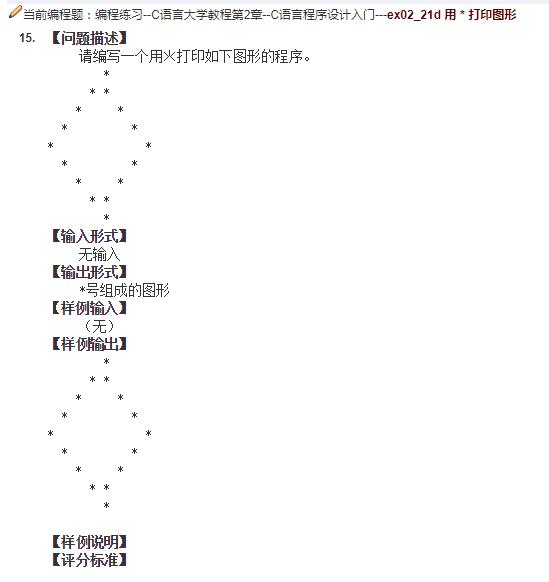 当前编程题：编程练习--C语言大学教程第2章--C语言程序设计入门---ex02_21d 用 * 打印图形
15. 【问题描述】
请编写一个用火打印如下图形的程序。
*
* *
*     *
*         *
*             *
*         *
*     *
* *
*
【输入形式】
无输入
【输出形式】
*号组成的图形
【样例输入】
（无）
【样例输出】
*
* *
*     *
*         *
*             *
*         *
*     *
* *
*
【样例说明】
【评分标准】